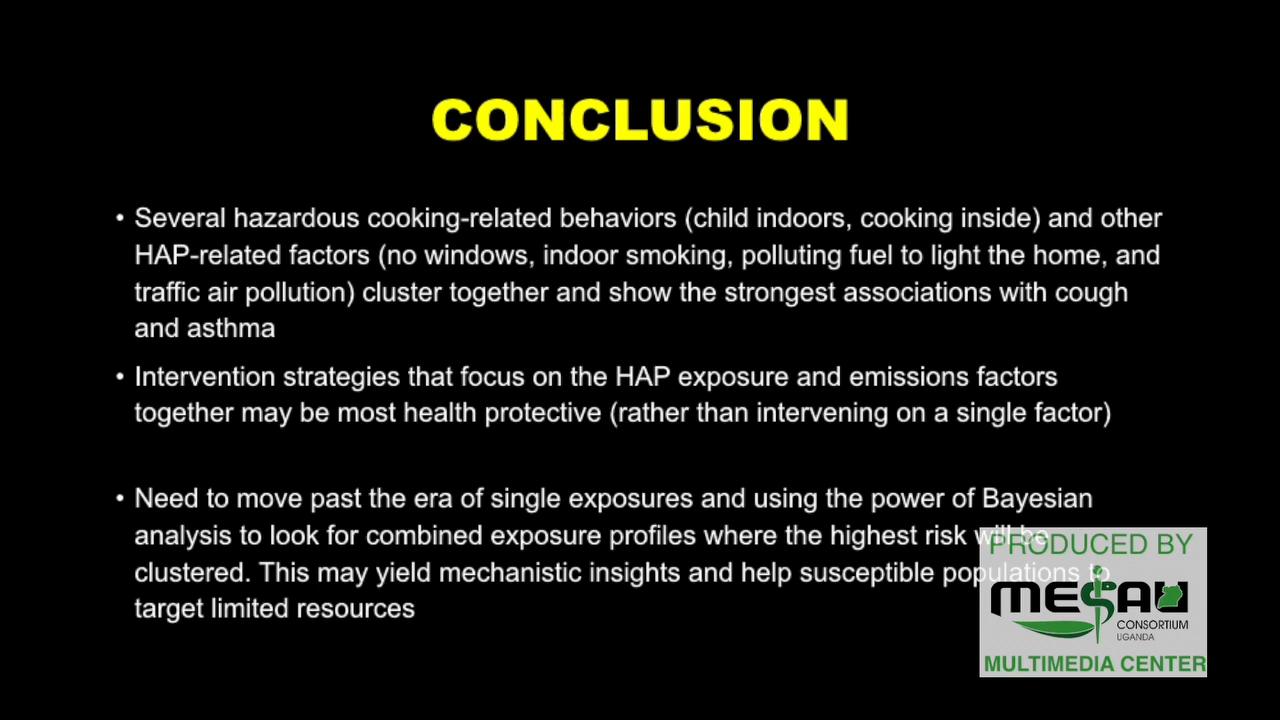 CONCLUSION
• Several hazardous cooking-related behaviors (child indoors, cooking inside) and other
HAP-related factors (no windows, indoor smoking, polluting fuel to light the home, and
traffic air pollution) cluster together and show the strongest associations with cough
and asthma
• Intervention strategies that focus on the HAP exposure and emissions factors
together may be most health protective (rather than intervening on a single factor)
• Need to move past the era of single exposures and using the power of Bayesian
analysis to look for combined exposure profiles where the highest risk will be
clustered. This may yield mechanistic insights and help susceptible populations to
target limited resources
PRODUCED BY
MESAU
CONSORTIUM
UGANDA
MULTIMEDIA CENTER